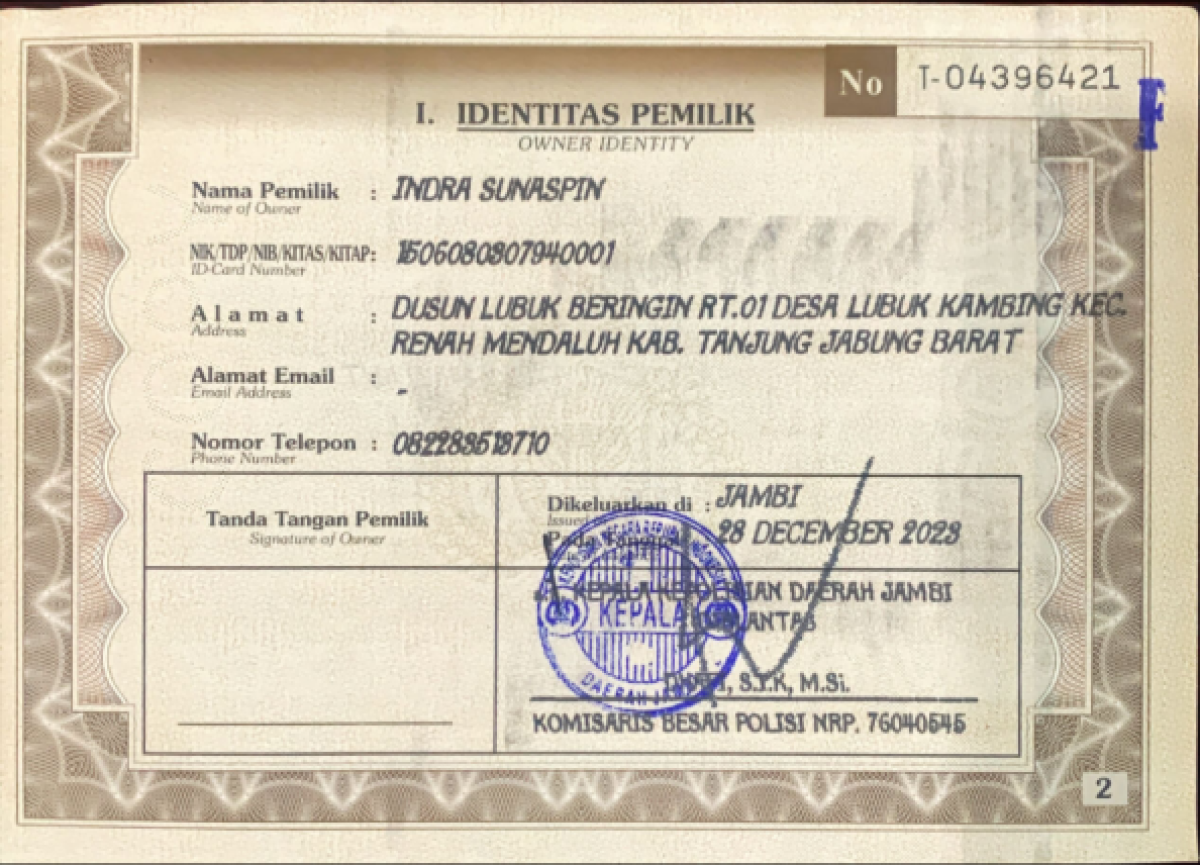 No T-04396421
I. IDENTITAS PEMILIK
OWNER IDENTITY
Nama Pemilik : INDRA SUNASPIN
Name of Owner
NIK/TDP/NIB/KITAS/KITAP: 1506080807940001
ID-Card Number
Alamat : DUSUN LUBUK BERINGIN RT.01 DESA LUBUK KAMBING KEC.
Address
RENAH MENDALUH KAB. TANJUNG JABUNG BARAT
Alamat Email : -
Email Address
Nomor Telepon :
Phone Number
Tanda Tangan Pemilik
Signature of Owner
Dikeluarkan di : JAMBI
Issued
Pada 28 DECEMBER 2023
KEPALA DAERAH JAMBI
KEPALA
DAERAH
S.I.K, M.Si.
KOMISARIS BESAR POLISI NRP. 76040545
2